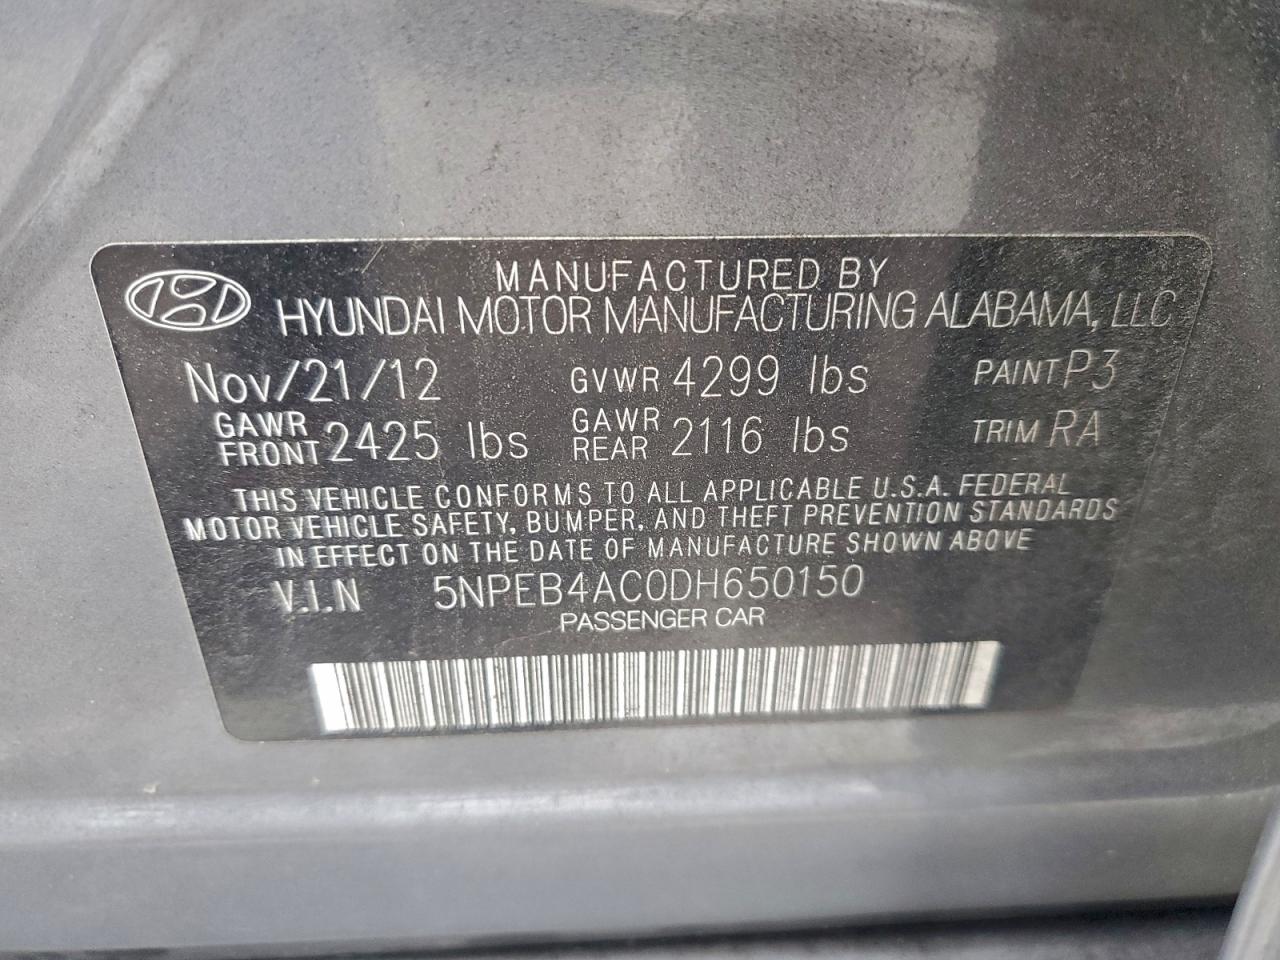 MANUFACTURED BY
HYUNDAI MOTOR MANUFACTURING ALABAMA, LLC
Nov/21/12 GVWR 4299 lbs PAINT P3
GAWR FRONT 2425 lbs GAWR REAR 2116 lbs TRIM RA
THIS VEHICLE CONFORMS TO ALL APPLICABLE U.S.A. FEDERAL
MOTOR VEHICLE SAFETY, BUMPER, AND THEFT PREVENTION STANDARDS
IN EFFECT ON THE DATE OF MANUFACTURE SHOWN ABOVE
V.I.N 5NPEB4AC0DH650150
PASSENGER CAR